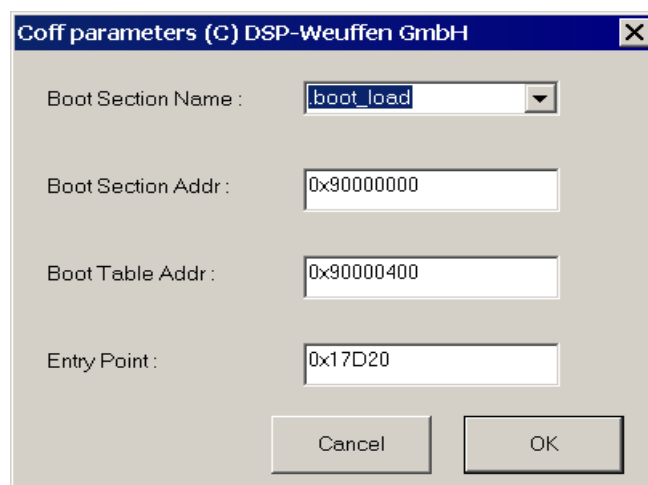 Coff parameters (C) DSP-Weuffen GmbH
Boot Section Name : .boot_load
Boot Section Addr : 0x90000000
Boot Table Addr : 0x90000400
Entry Point : 0x17D20
Cancel OK